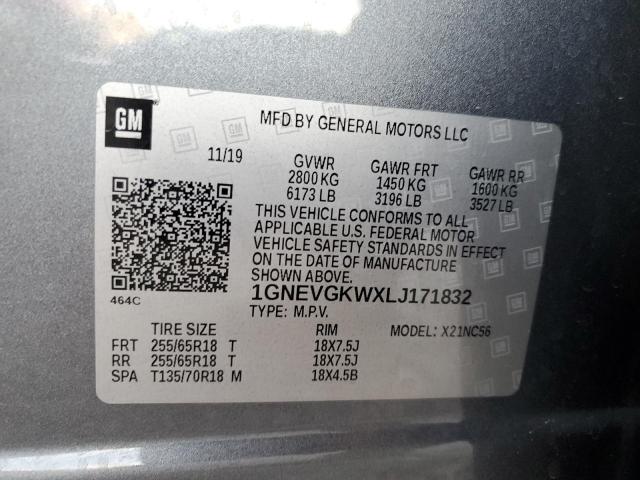 GM
MFD BY GENERAL MOTORS LLC
11/19 GVWR GAWR FRT GAWR RR
2800 KG 1450 KG 1600 KG
6173 LB 3196 LB 3527 LB
THIS VEHICLE CONFORMS TO ALL
APPLICABLE U.S. FEDERAL MOTOR
VEHICLE SAFETY STANDARDS IN EFFECT
ON THE DATE OF MANUFACTURE
SHOWN ABOVE.
464C
1GNEVGKWXLJ171832
TYPE: M.P.V. MODEL: X21NC56
TIRE SIZE RIM
FRT 255/65R18 T 18X7.5J
RR 255/65R18 T 18X7.5J
SPA T135/70R18 M 18X4.5B